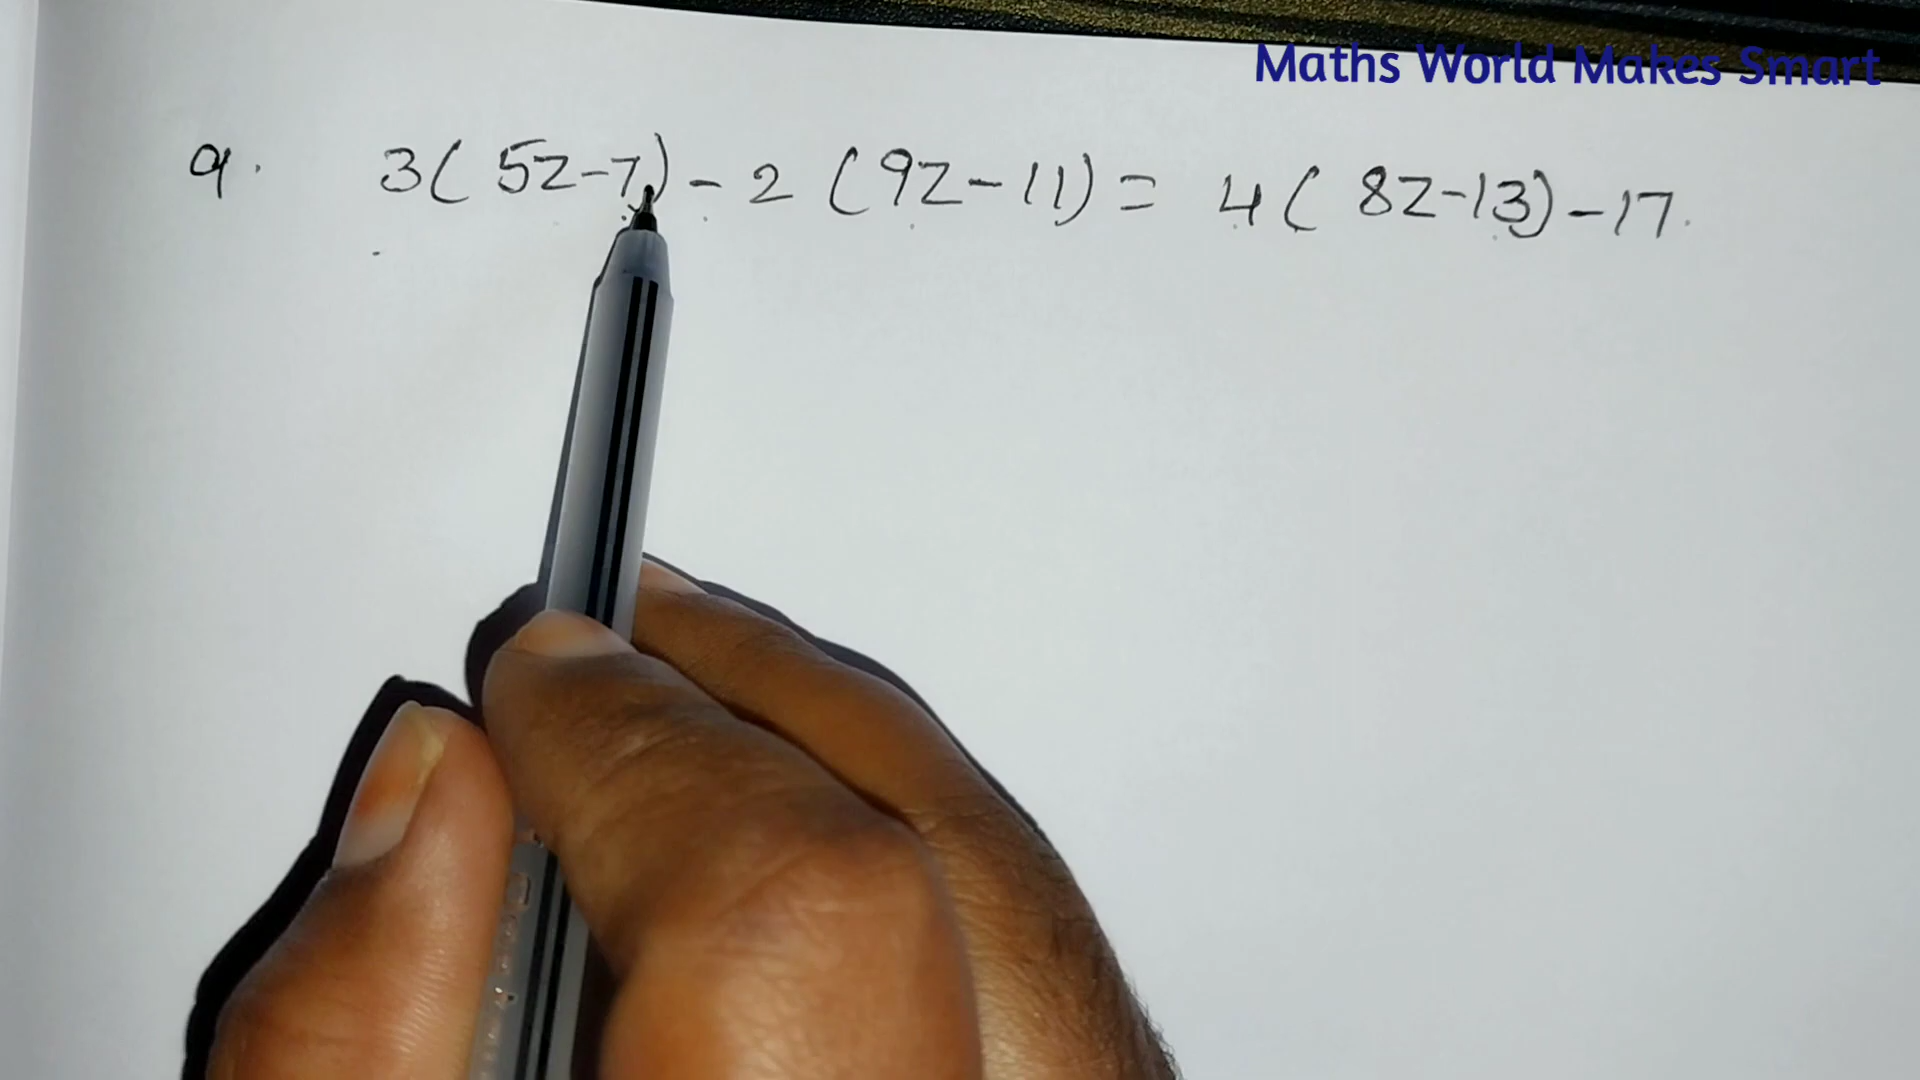 Maths World Makes Smart
9. 3(5z-7)-2(9z-11)=4(8z-13)-17.